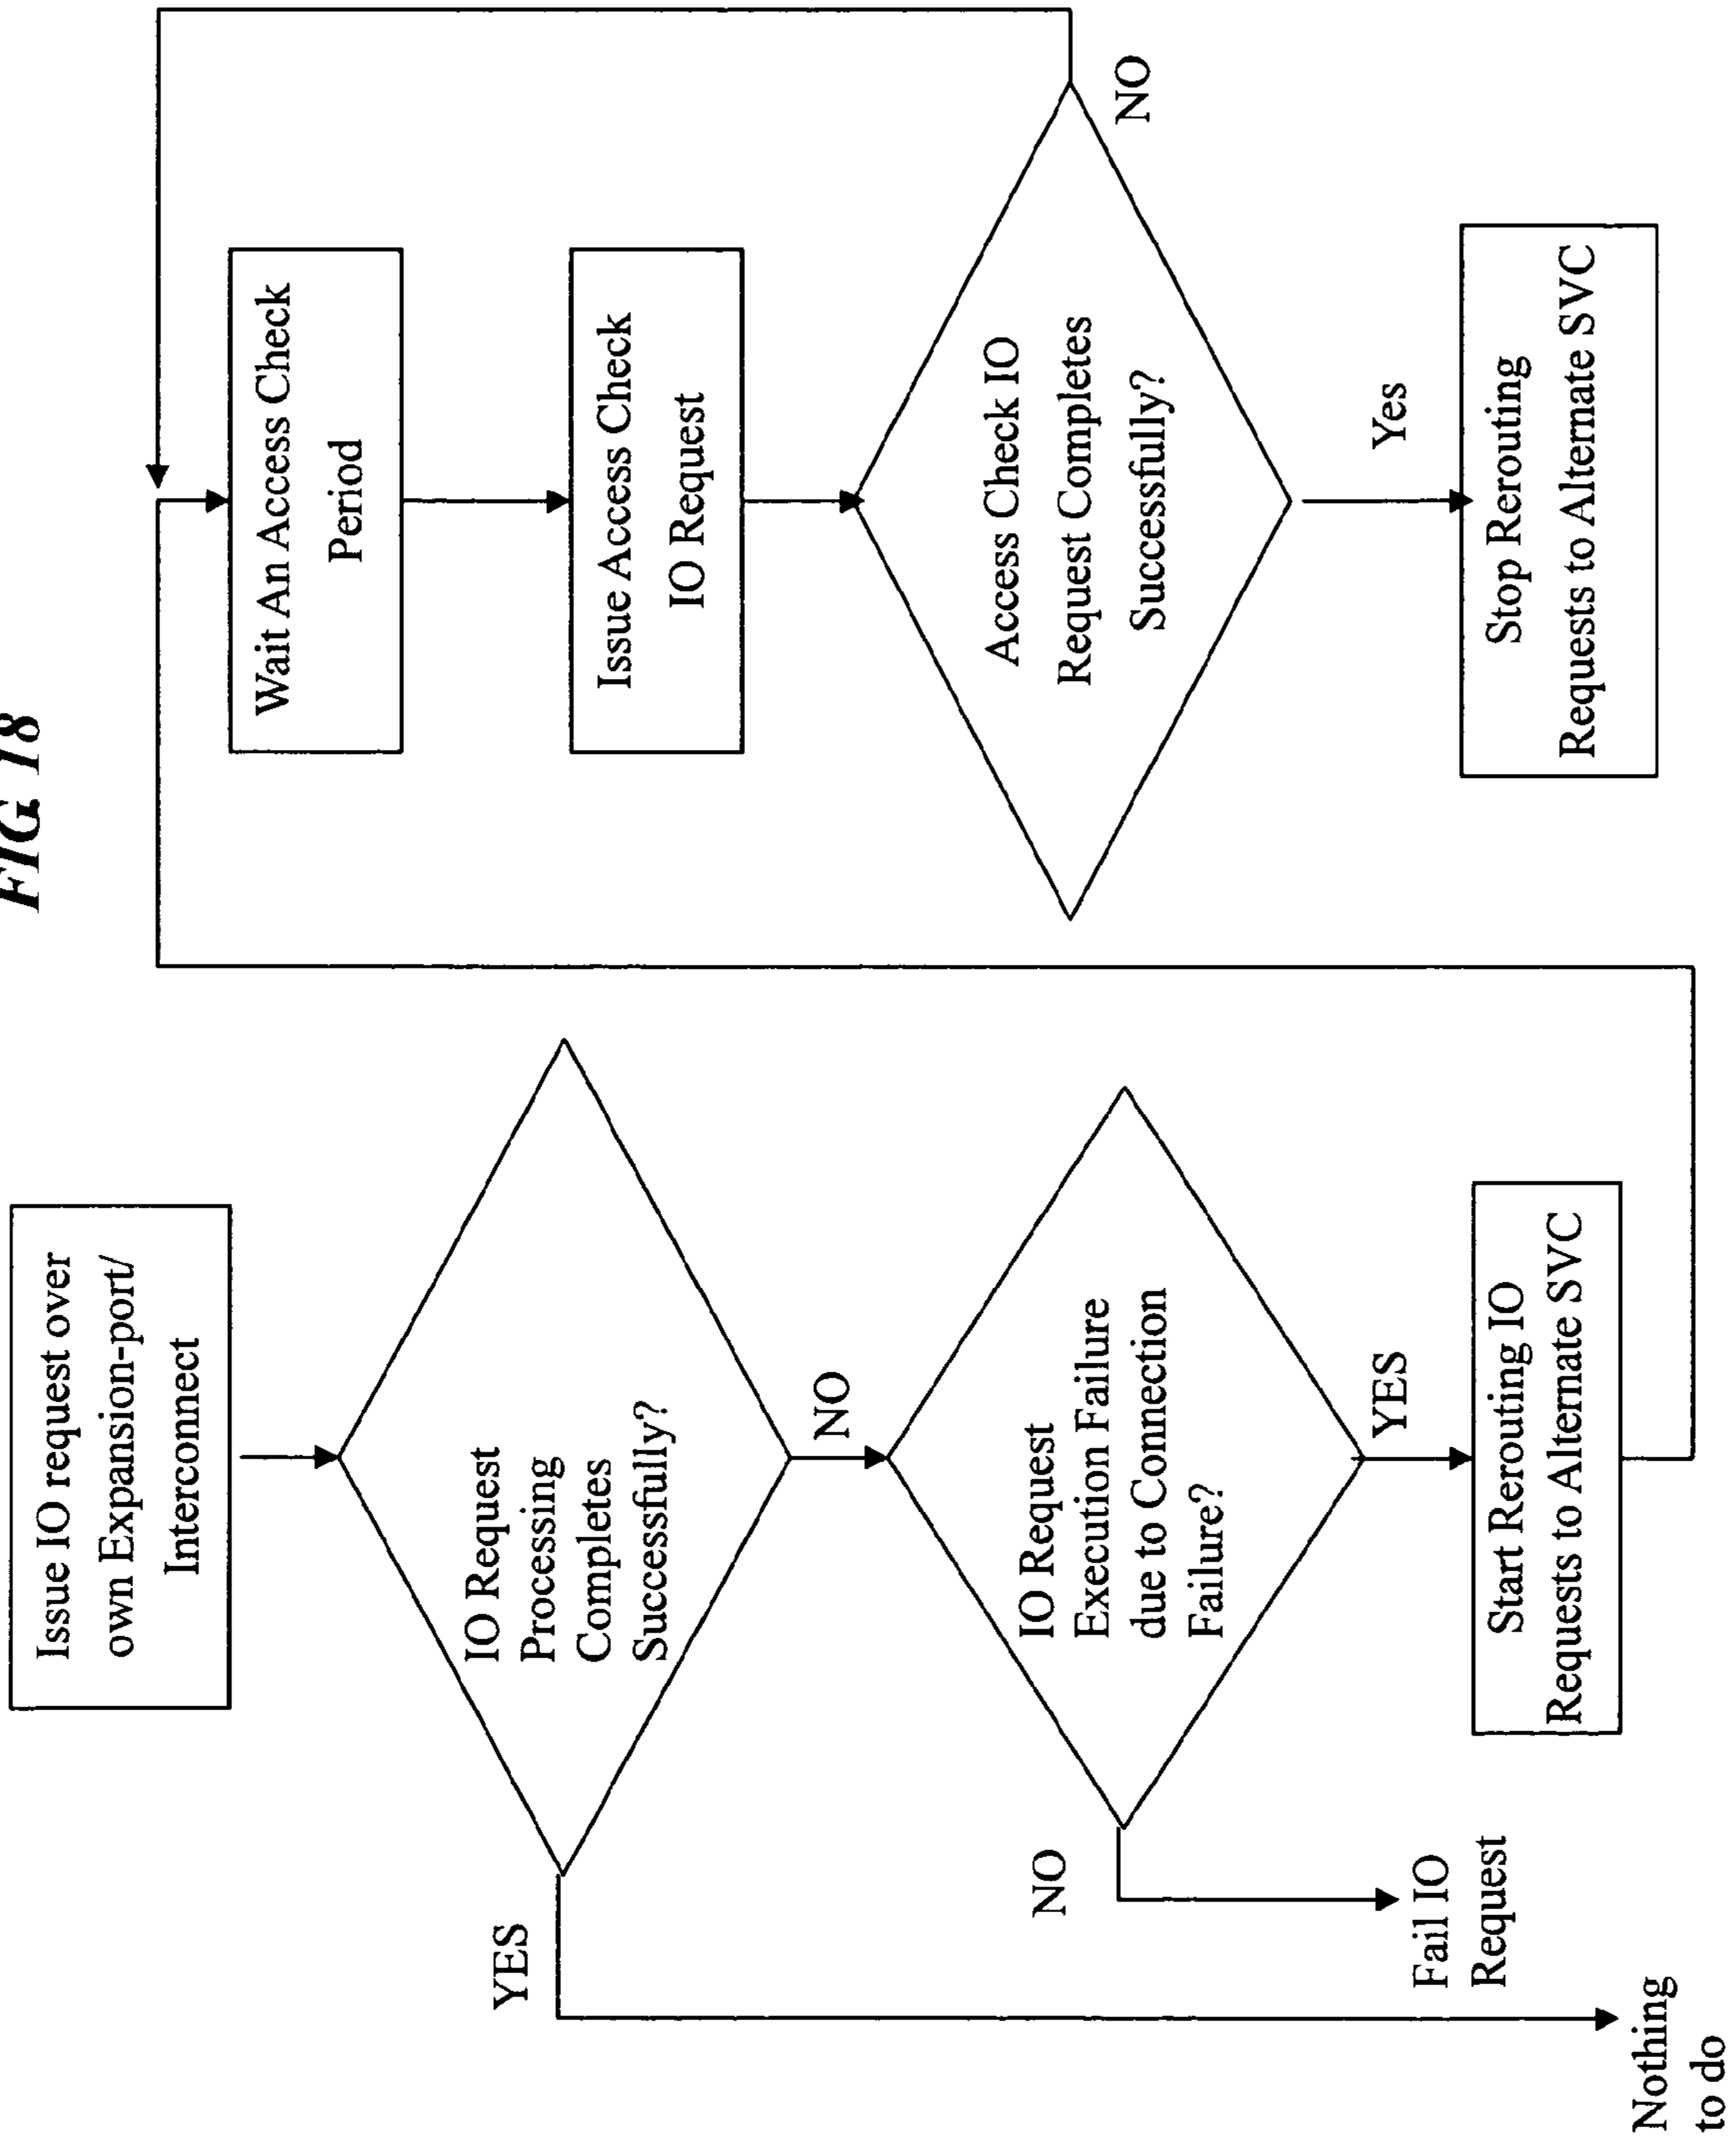 FIG. 18
Issue IO request over
own Expansion-port/
Interconnect
IO Request
Processing
Completes
Successfully?
YES
NO
IO Request
Execution Failure
due to Connection
Failure?
NO
YES
Fail IO
Request
Nothing
to do
Start Rerouting IO
Requests to Alternate SVC
Wait An Access Check
Period
Issue Access Check
IO Request
Access Check IO
Request Completes
Successfully?
NO
Yes
Stop Rerouting
Requests to Alternate SVC